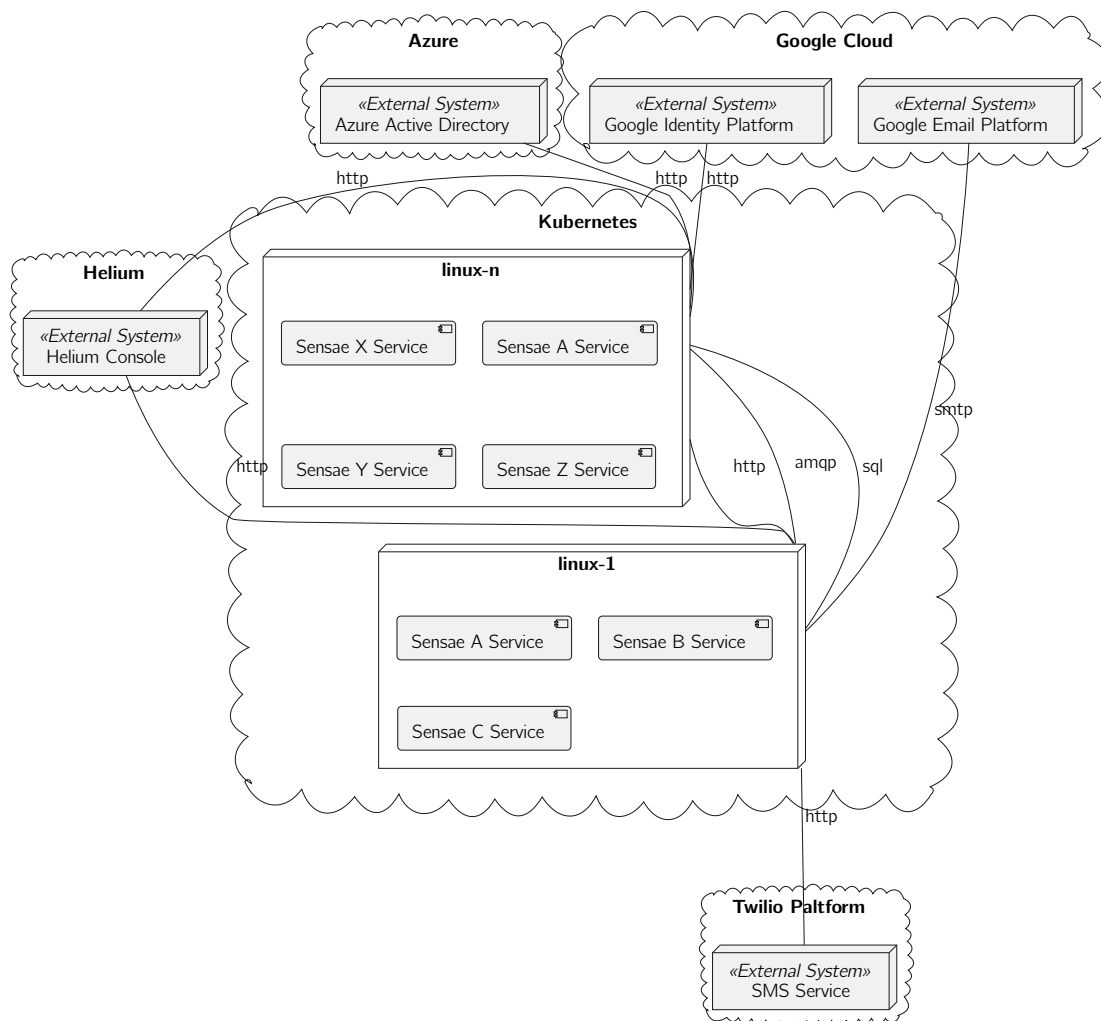 Azure
Google Cloud
«External System»
Azure Active Directory
«External System»
Google Identity Platform
«External System»
Google Email Platform
http
http
http
Kubernetes
Helium
«External System»
Helium Console
linux-n
Sensae X Service
Sensae A Service
Sensae Y Service
Sensae Z Service
smtp
http
http
amqp
sql
linux-1
Sensae A Service
Sensae B Service
Sensae C Service
http
Twilio Paltform
«External System»
SMS Service